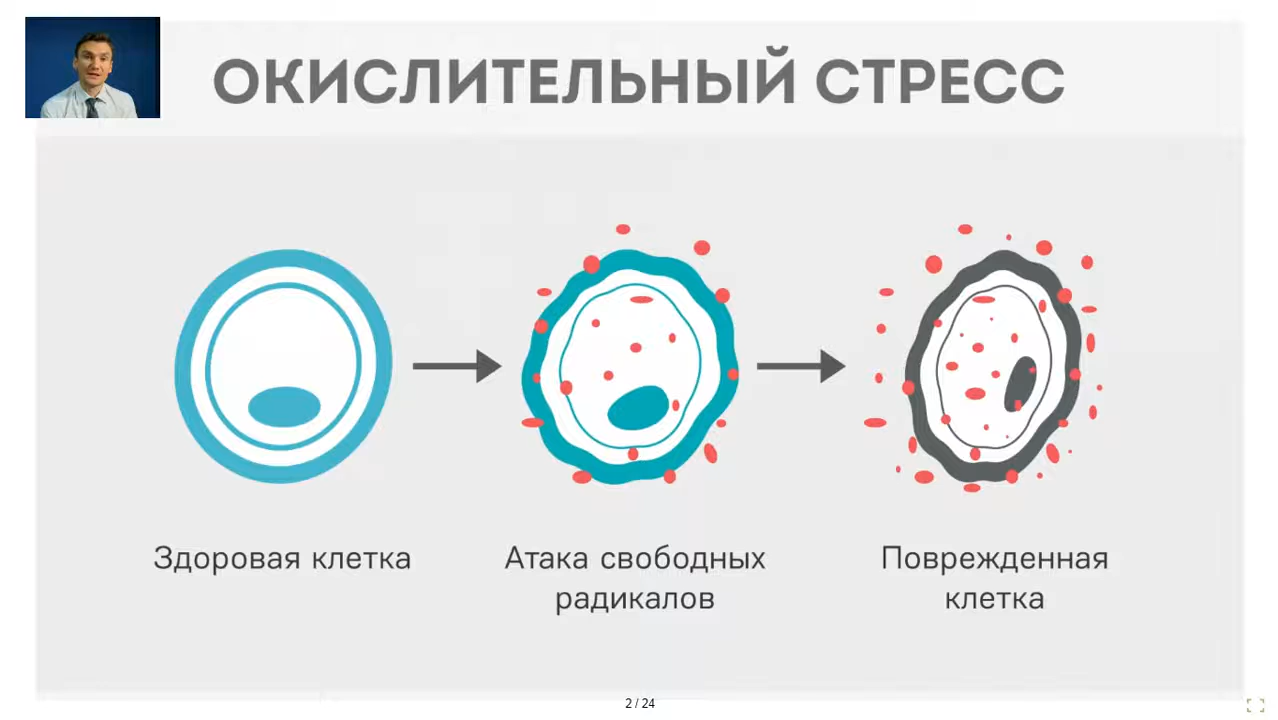 ОКИСЛИТЕЛЬНЫЙ СТРЕСС
Здоровая клетка
Атака свободных
радикалов
Поврежденная
клетка
2 / 24